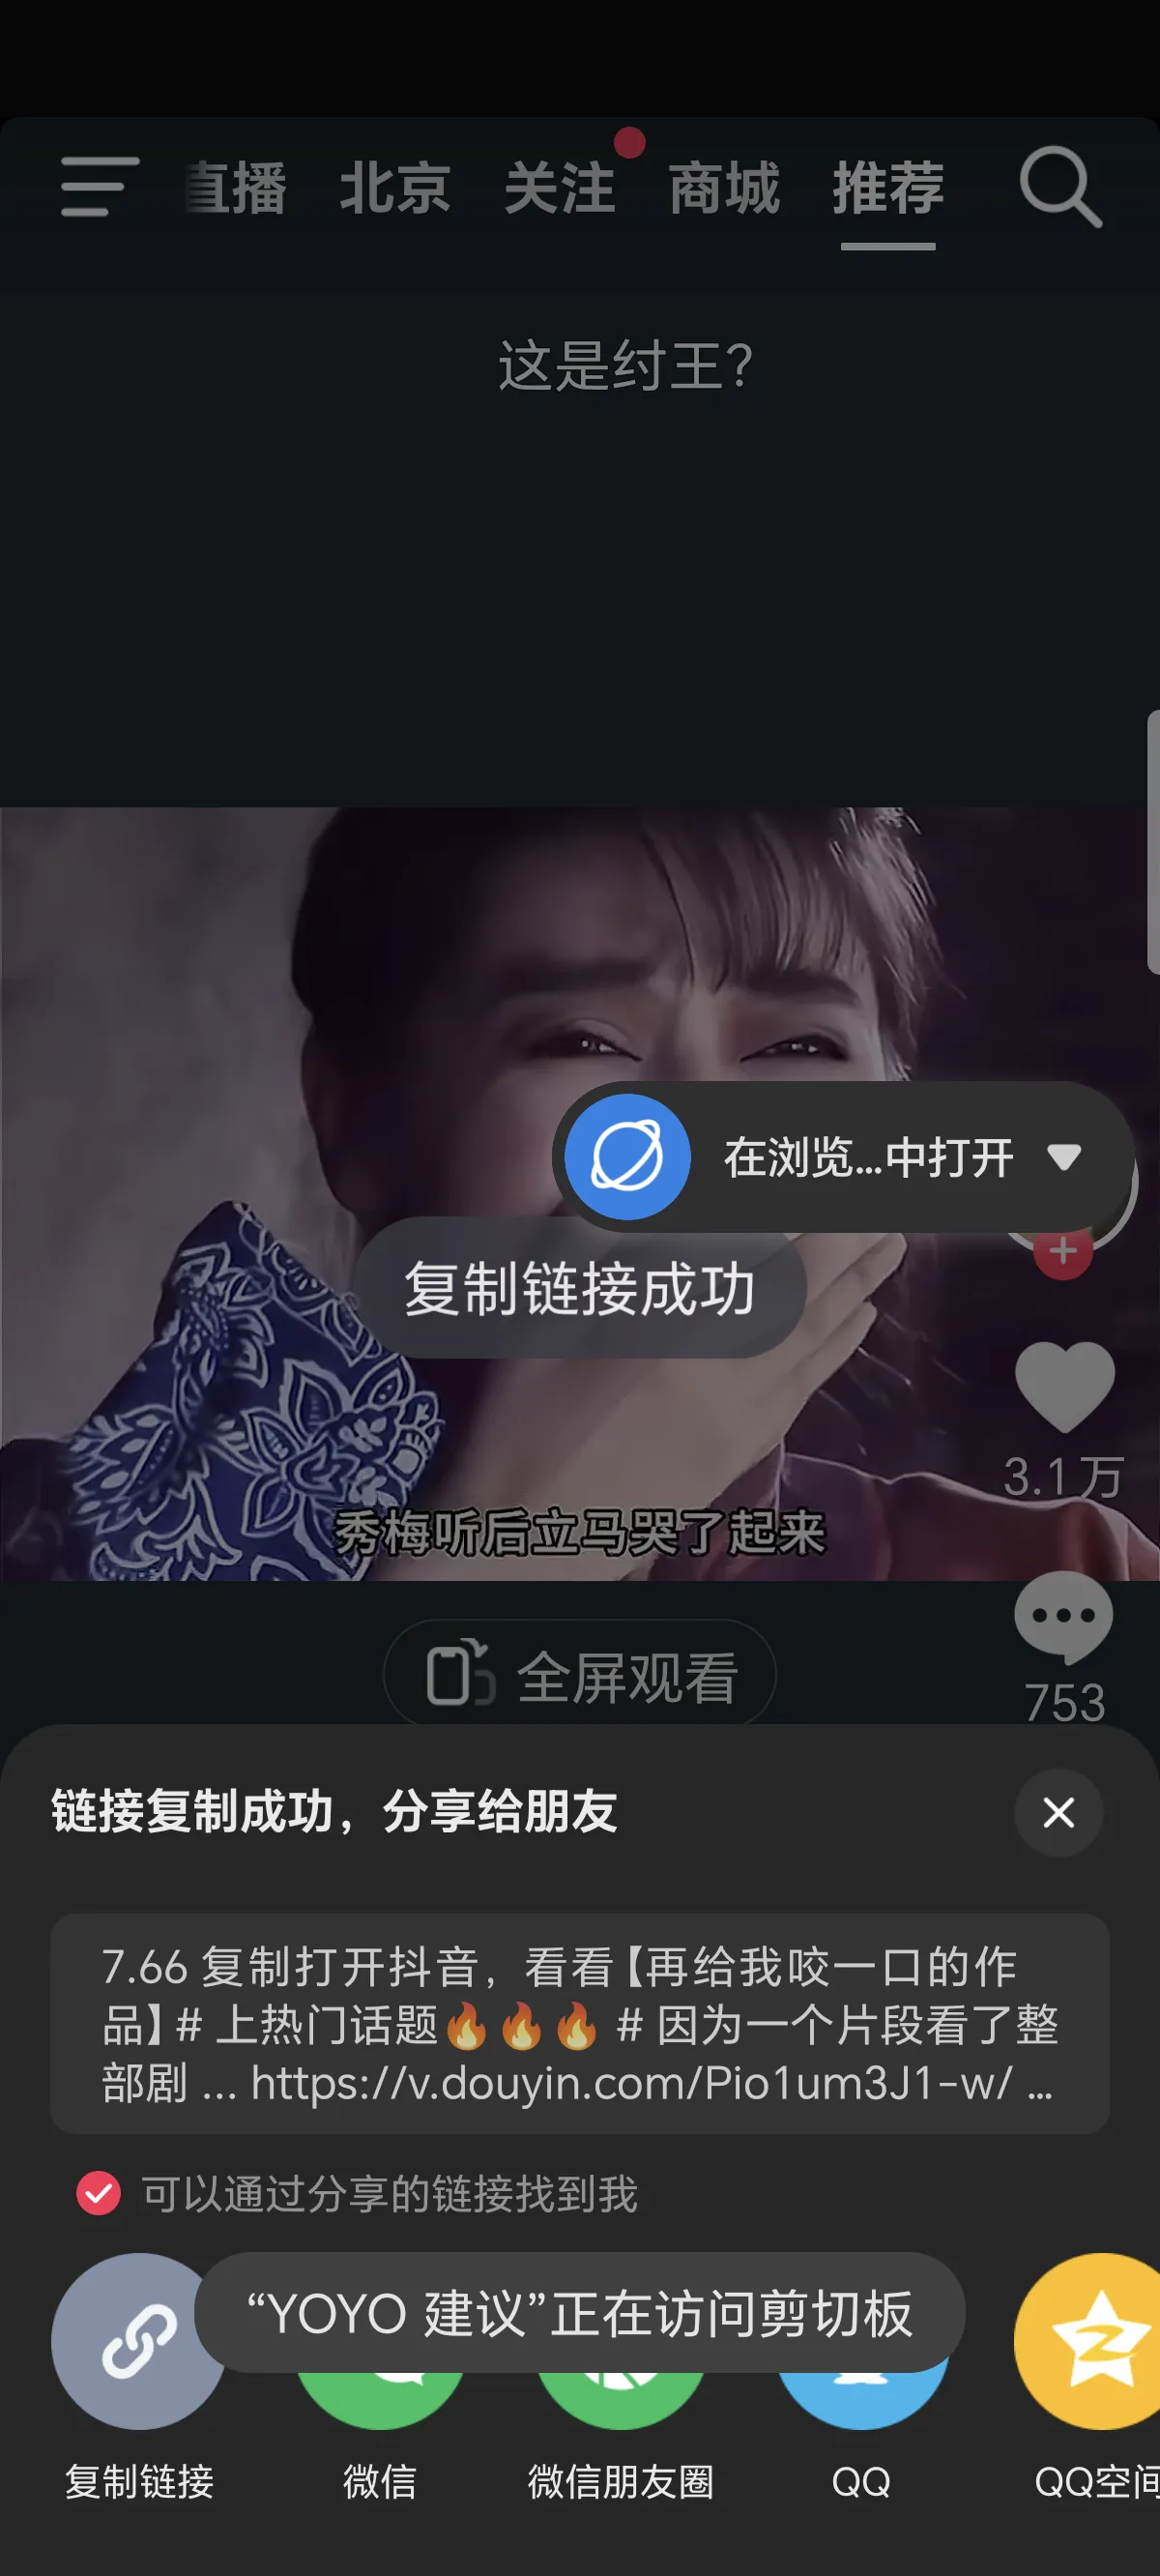 直播 北京 关注 商城 推荐
这是纣王?
在浏览...中打开
复制链接成功
3.1万
秀梅听后立马哭了起来
全屏观看
753
链接复制成功，分享给朋友
7.66 复制打开抖音，看看【再给我咬一口的作
品】# 上热门话题🔥🔥🔥 # 因为一个片段看了整
部剧 ... https://v.douyin.com/Pio1um3J1-w/ ...
可以通过分享的链接找到我
“YOYO 建议”正在访问剪切板
复制链接 微信 微信朋友圈 QQ QQ空间